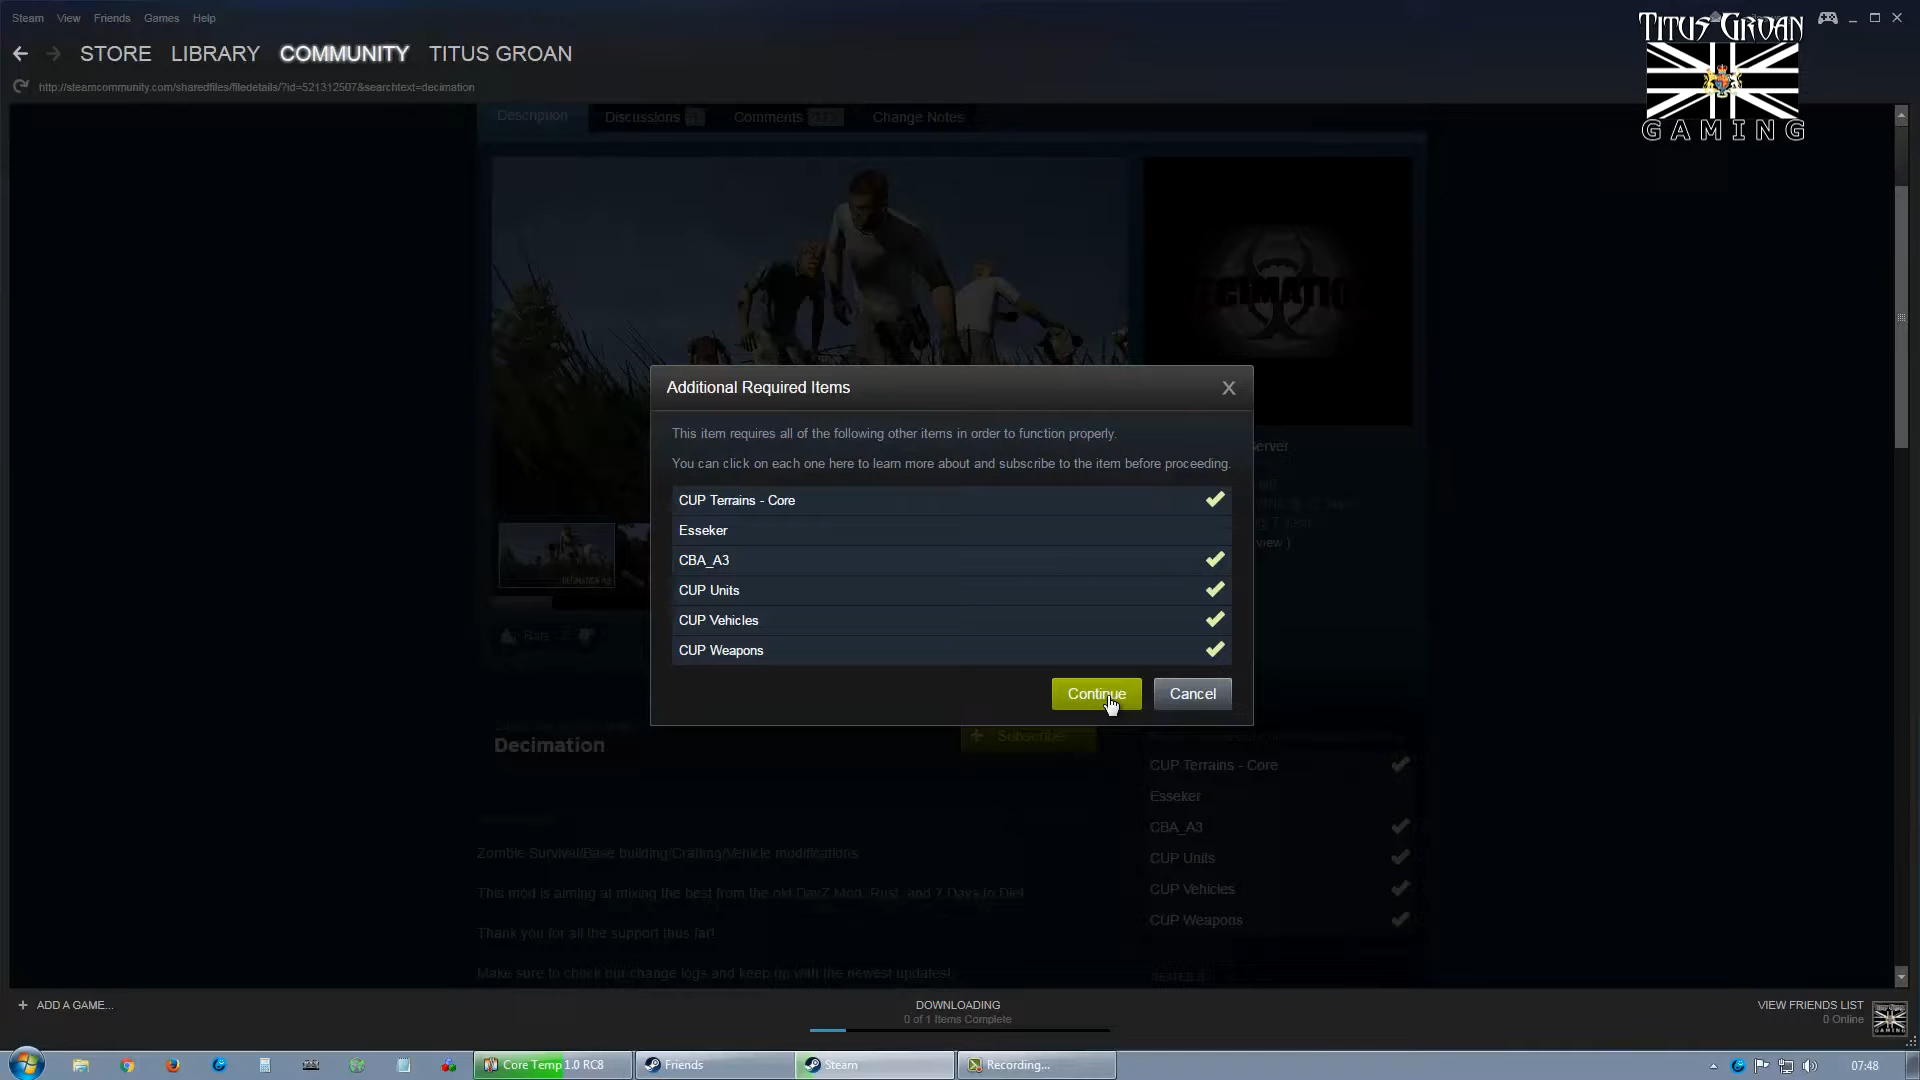 Steam View Friends Games Help
TITUS GROAN
GAMING
STORE LIBRARY COMMUNITY TITUS GROAN
http://steamcommunity.com/sharedfiles/filedetails/?id=521312507&searchtext=decimation
Description Discussions Comments Change Notes
Additional Required Items X
This item requires all of the following other items in order to function properly.
You can click on each one here to learn more about and subscribe to the item before proceeding.
CUP Terrains - Core
Esseker
CBA_A3
CUP Units
CUP Vehicles
CUP Weapons
Continue Cancel
Server
view )
Rate
Subscribe
Decimation
CUP Terrains - Core
Esseker
CBA_A3
CUP Units
CUP Vehicles
CUP Weapons
Zombie Survival/Base building/Crafting/Vehicle modifications
This mod is aiming at mixing the best from the old DayZ Mod, Rust, and 7 Days to Die!
Thank you for all the support thus far!
Make sure to check our change logs and keep up with the newest updates!
+ ADD A GAME...
DOWNLOADING
0 of 1 Items Complete
VIEW FRIENDS LIST
0 Online
Core Temp 1.0 RC8 Friends Steam Recording... 07:48